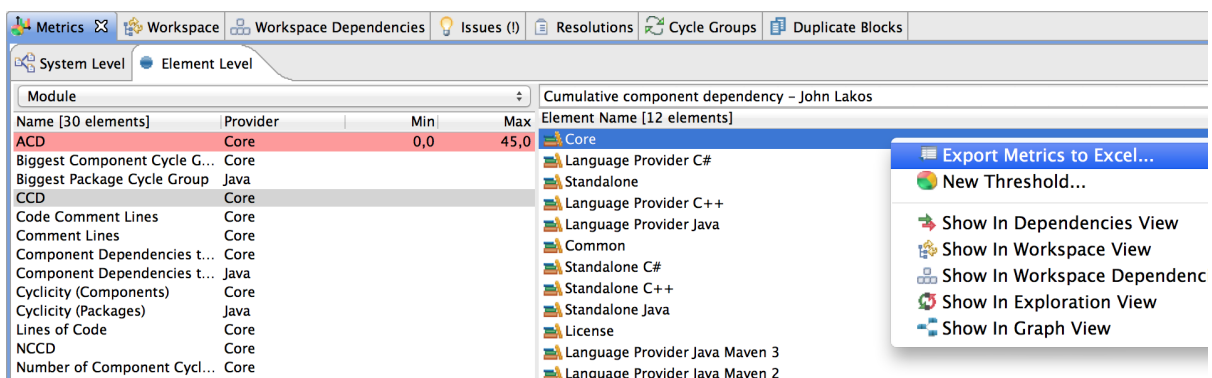 Metrics Workspace Workspace Dependencies Issues (!) Resolutions Cycle Groups Duplicate Blocks
System Level Element Level
Module
Name [30 elements] Provider Min Max
ACD Core 0,0 45,0
Biggest Component Cycle G... Core
Biggest Package Cycle Group Java
CCD Core
Code Comment Lines Core
Comment Lines Core
Component Dependencies t... Core
Component Dependencies t... Java
Cyclicity (Components) Core
Cyclicity (Packages) Java
Lines of Code Core
NCCD Core
Number of Component Cycl... Core
Cumulative component dependency – John Lakos
Element Name [12 elements]
Core
Language Provider C#
Standalone
Language Provider C++
Language Provider Java
Common
Standalone C#
Standalone C++
Standalone Java
License
Language Provider Java Maven 3
Language Provider Java Maven 2
Export Metrics to Excel...
New Threshold...
Show In Dependencies View
Show In Workspace View
Show In Workspace Dependenc
Show In Exploration View
Show In Graph View